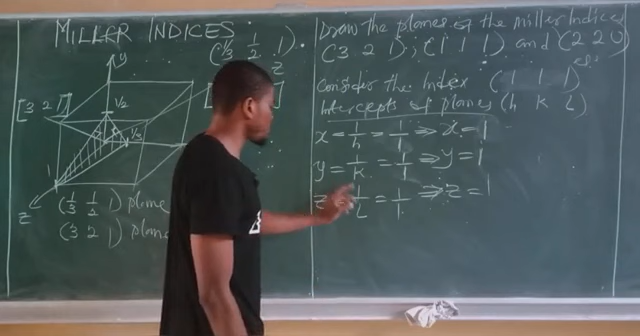 MILLER INDICES
(1/3 1/2 1)
z
y
[3 2 1]
1/2
1/3
1
z
(1/3 1/2 1) plane
(3 2 1) plane
Draw the planes of the miller Indices
(3 2 1); (1 1 1) and (2 2 0)
Consider the Index (1 1 1)
Intercepts of planes (h k l)
x = 1/h = 1/1 ⇒ x = 1
y = 1/k = 1/1 ⇒ y = 1
z 1/L = 1/1 ⇒ z = 1